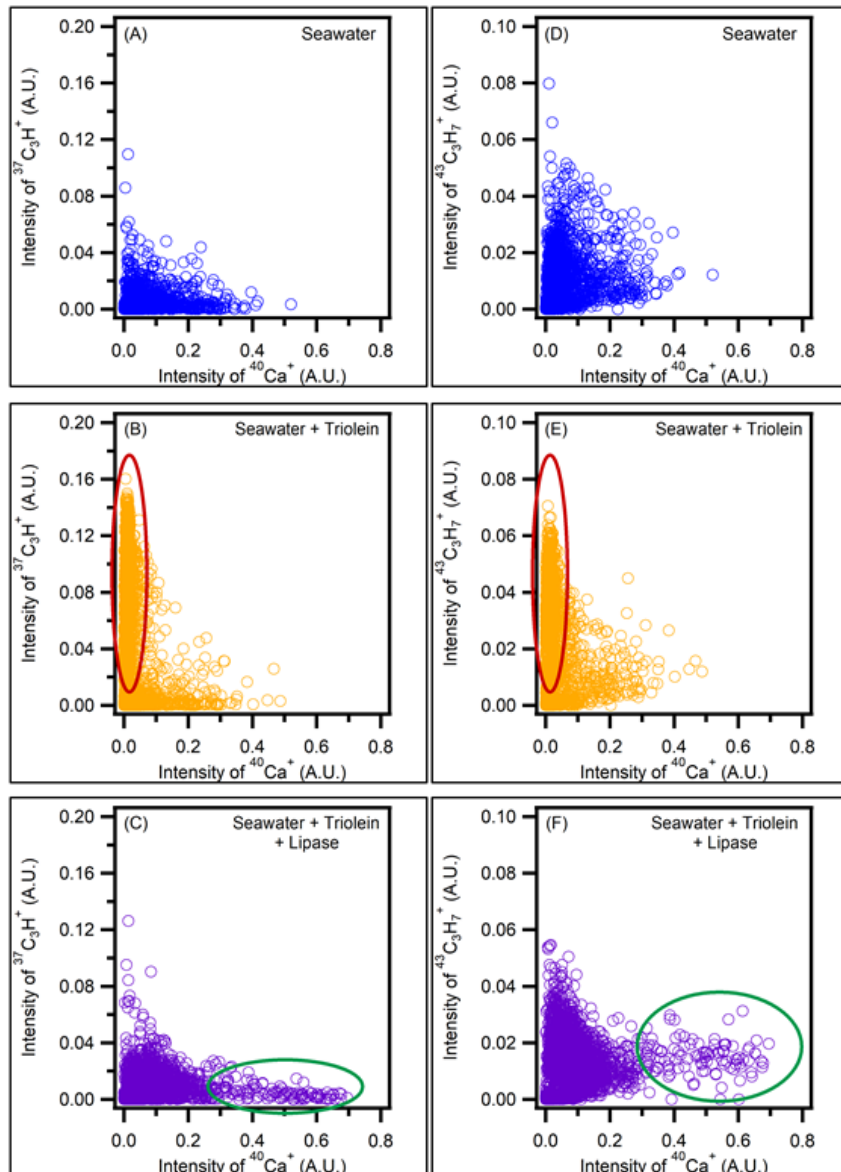 (A) Seawater
0.20
0.16
0.12
0.08
0.04
0.00
Intensity of ³⁷C₃H⁺ (A.U.)
0.0 0.2 0.4 0.6 0.8
Intensity of ⁴⁰Ca⁺ (A.U.)
(D) Seawater
0.10
0.08
0.06
0.04
0.02
0.00
Intensity of ⁴³C₃H₇⁺ (A.U.)
0.0 0.2 0.4 0.6 0.8
Intensity of ⁴⁰Ca⁺ (A.U.)
(B) Seawater + Triolein
0.20
0.16
0.12
0.08
0.04
0.00
Intensity of ³⁷C₃H⁺ (A.U.)
0.0 0.2 0.4 0.6 0.8
Intensity of ⁴⁰Ca⁺ (A.U.)
(E) Seawater + Triolein
0.10
0.08
0.06
0.04
0.02
0.00
Intensity of ⁴³C₃H₇⁺ (A.U.)
0.0 0.2 0.4 0.6 0.8
Intensity of ⁴⁰Ca⁺ (A.U.)
(C) Seawater + Triolein
+ Lipase
0.20
0.16
0.12
0.08
0.04
0.00
Intensity of ³⁷C₃H⁺ (A.U.)
0.0 0.2 0.4 0.6 0.8
Intensity of ⁴⁰Ca⁺ (A.U.)
(F) Seawater + Triolein
+ Lipase
0.10
0.08
0.06
0.04
0.02
0.00
Intensity of ⁴³C₃H₇⁺ (A.U.)
0.0 0.2 0.4 0.6 0.8
Intensity of ⁴⁰Ca⁺ (A.U.)